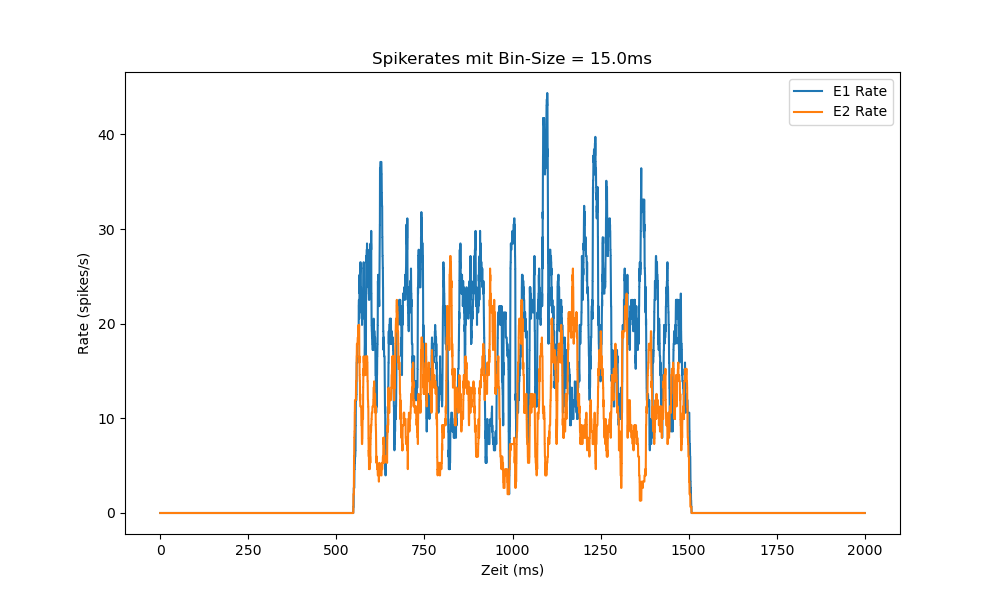 Spikerates mit Bin-Size = 15.0ms
E1 Rate
E2 Rate
40
30
20
10
0
Rate (spikes/s)
0 250 500 750 1000 1250 1500 1750 2000
Zeit (ms)